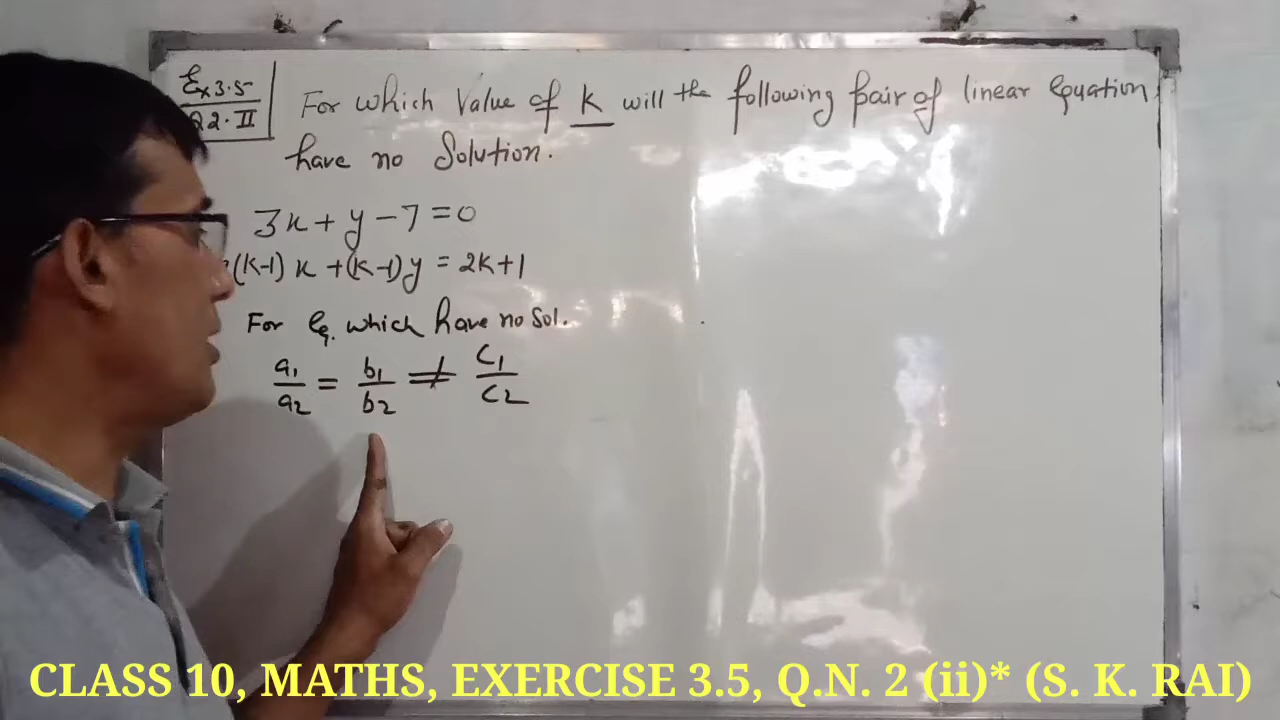 Ex 3.5
Q2. II
For which Value of K will the following pair of linear Equation
have no Solution.
3x + y - 7 = 0
(K-1) x + (K-1) y = 2K+1
For Eq. which have no Sol.
a1/a2 = b1/b2 ≠ C1/C2
CLASS 10, MATHS, EXERCISE 3.5, Q.N. 2 (ii)* (S. K. RAI)